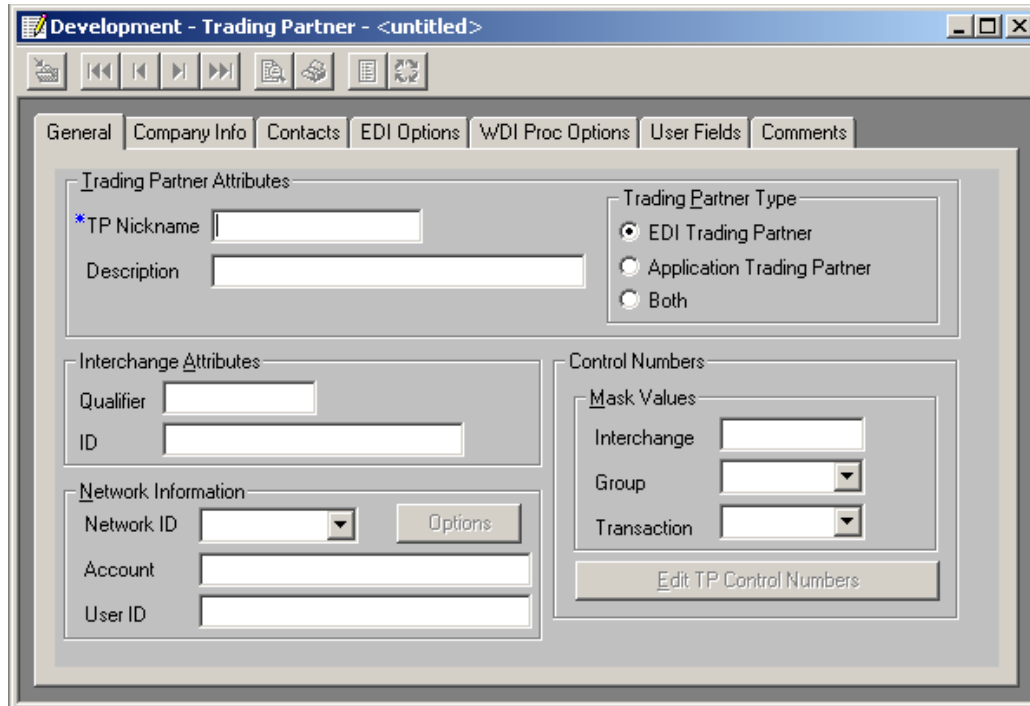 Development - Trading Partner - <untitled>
General Company Info Contacts EDI Options WDI Proc Options User Fields Comments
Trading Partner Attributes
*TP Nickname
Description
Trading Partner Type
EDI Trading Partner
Application Trading Partner
Both
Interchange Attributes
Qualifier
ID
Network Information
Network ID
Options
Account
User ID
Control Numbers
Mask Values
Interchange
Group
Transaction
Edit TP Control Numbers